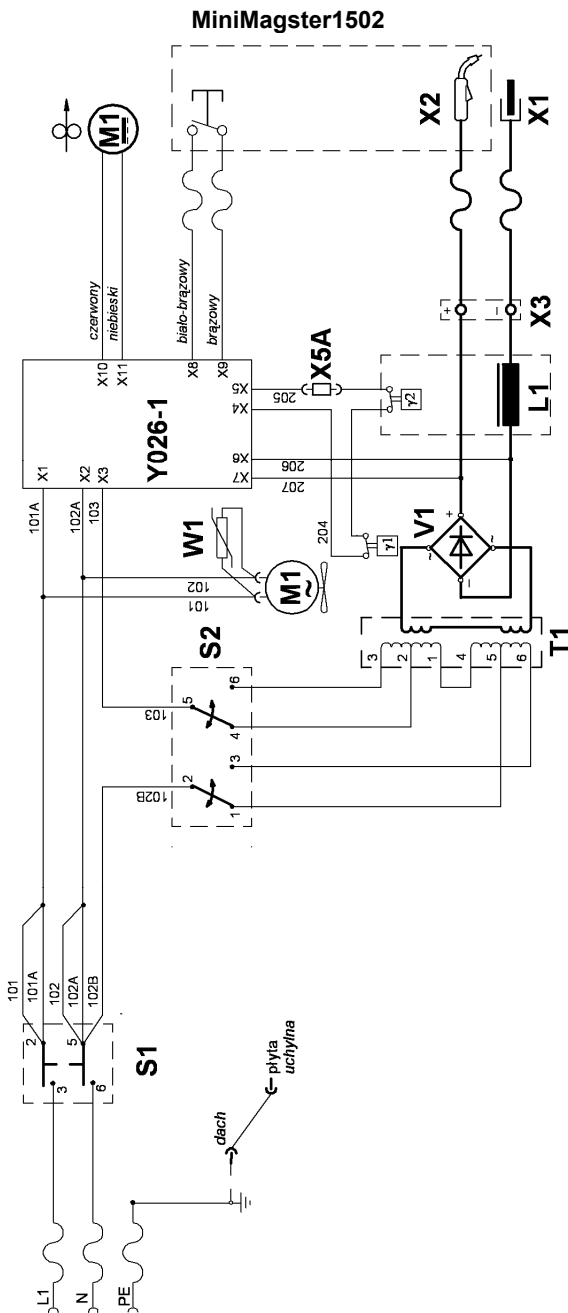 MiniMagster1502
L1
N
PE
3
6
2
5
S1
101
101A
102
102A
102B
dach
płyta
uchylna
102B
103
2
1
3
5
4
6
S2
101
102
M1
~
W1
101A
102A
103
X1
X2
X3
Y026-1
X10
X11
X8
X9
X5
X4
X6
X7
czerwony
niebieski
biało-brązowy
brązowy
M1
205
X5A
204
206
207
γ1
γ2
3
2
1
4
5
6
T1
V1
~
~
+
−
L1
+
−
X3
X2
X1